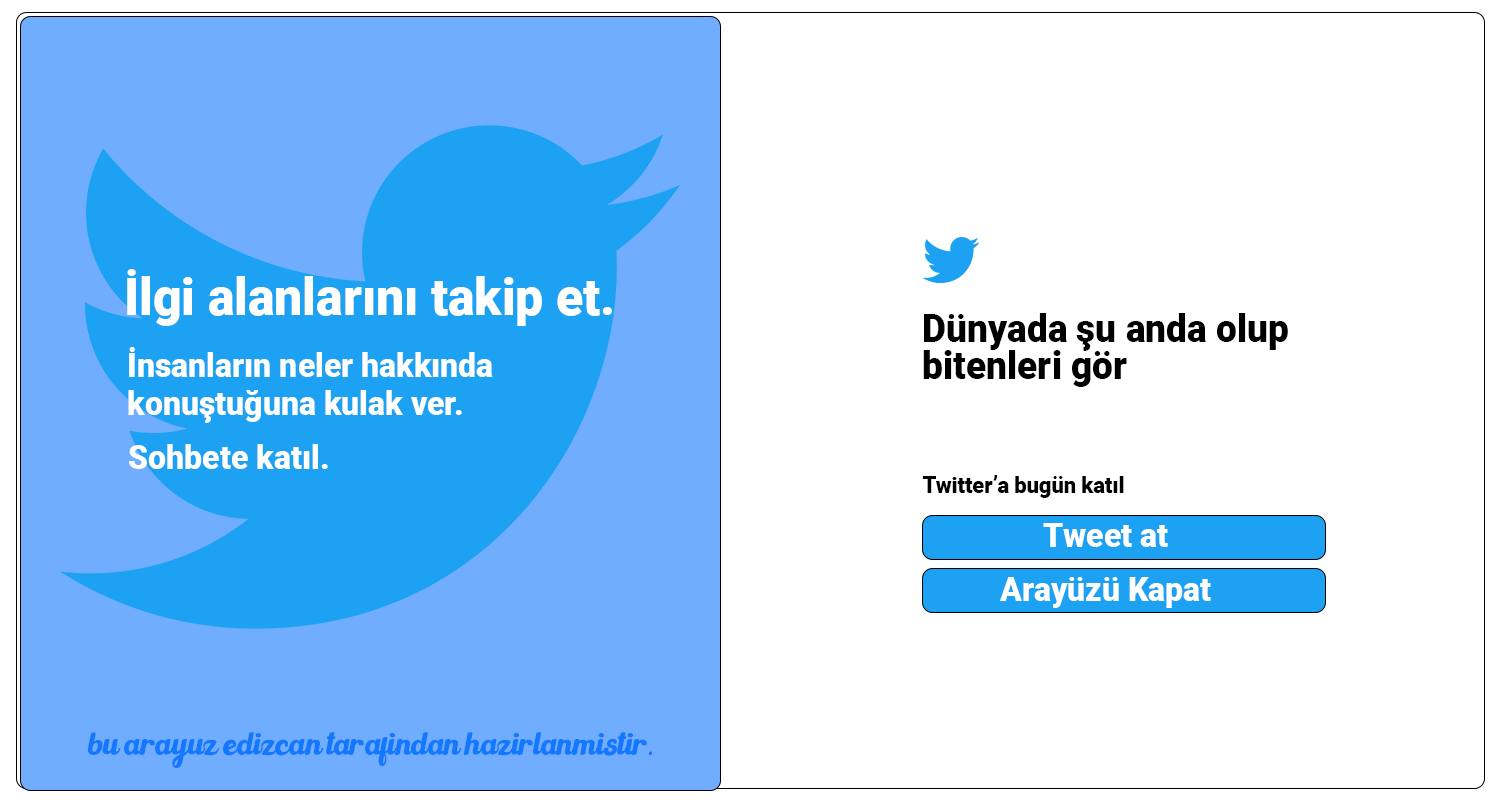 İlgi alanlarını takip et.
İnsanların neler hakkında
konuştuğuna kulak ver.
Sohbete katıl.
bu arayuz edizcan tarafindan hazirlanmistir.
Dünyada şu anda olup
bitenleri gör
Twitter’a bugün katıl
Tweet at
Arayüzü Kapat